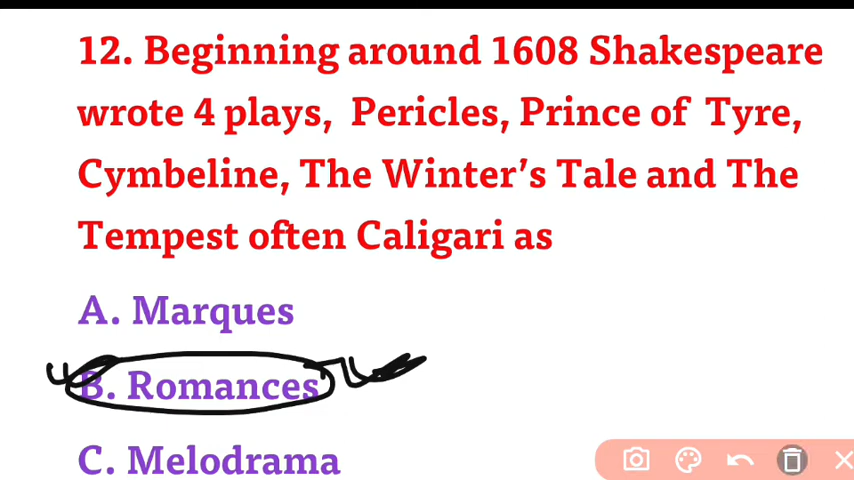 12. Beginning around 1608 Shakespeare
wrote 4 plays, Pericles, Prince of Tyre,
Cymbeline, The Winter's Tale and The
Tempest often Caligari as
A. Marques
B. Romances
C. Melodrama